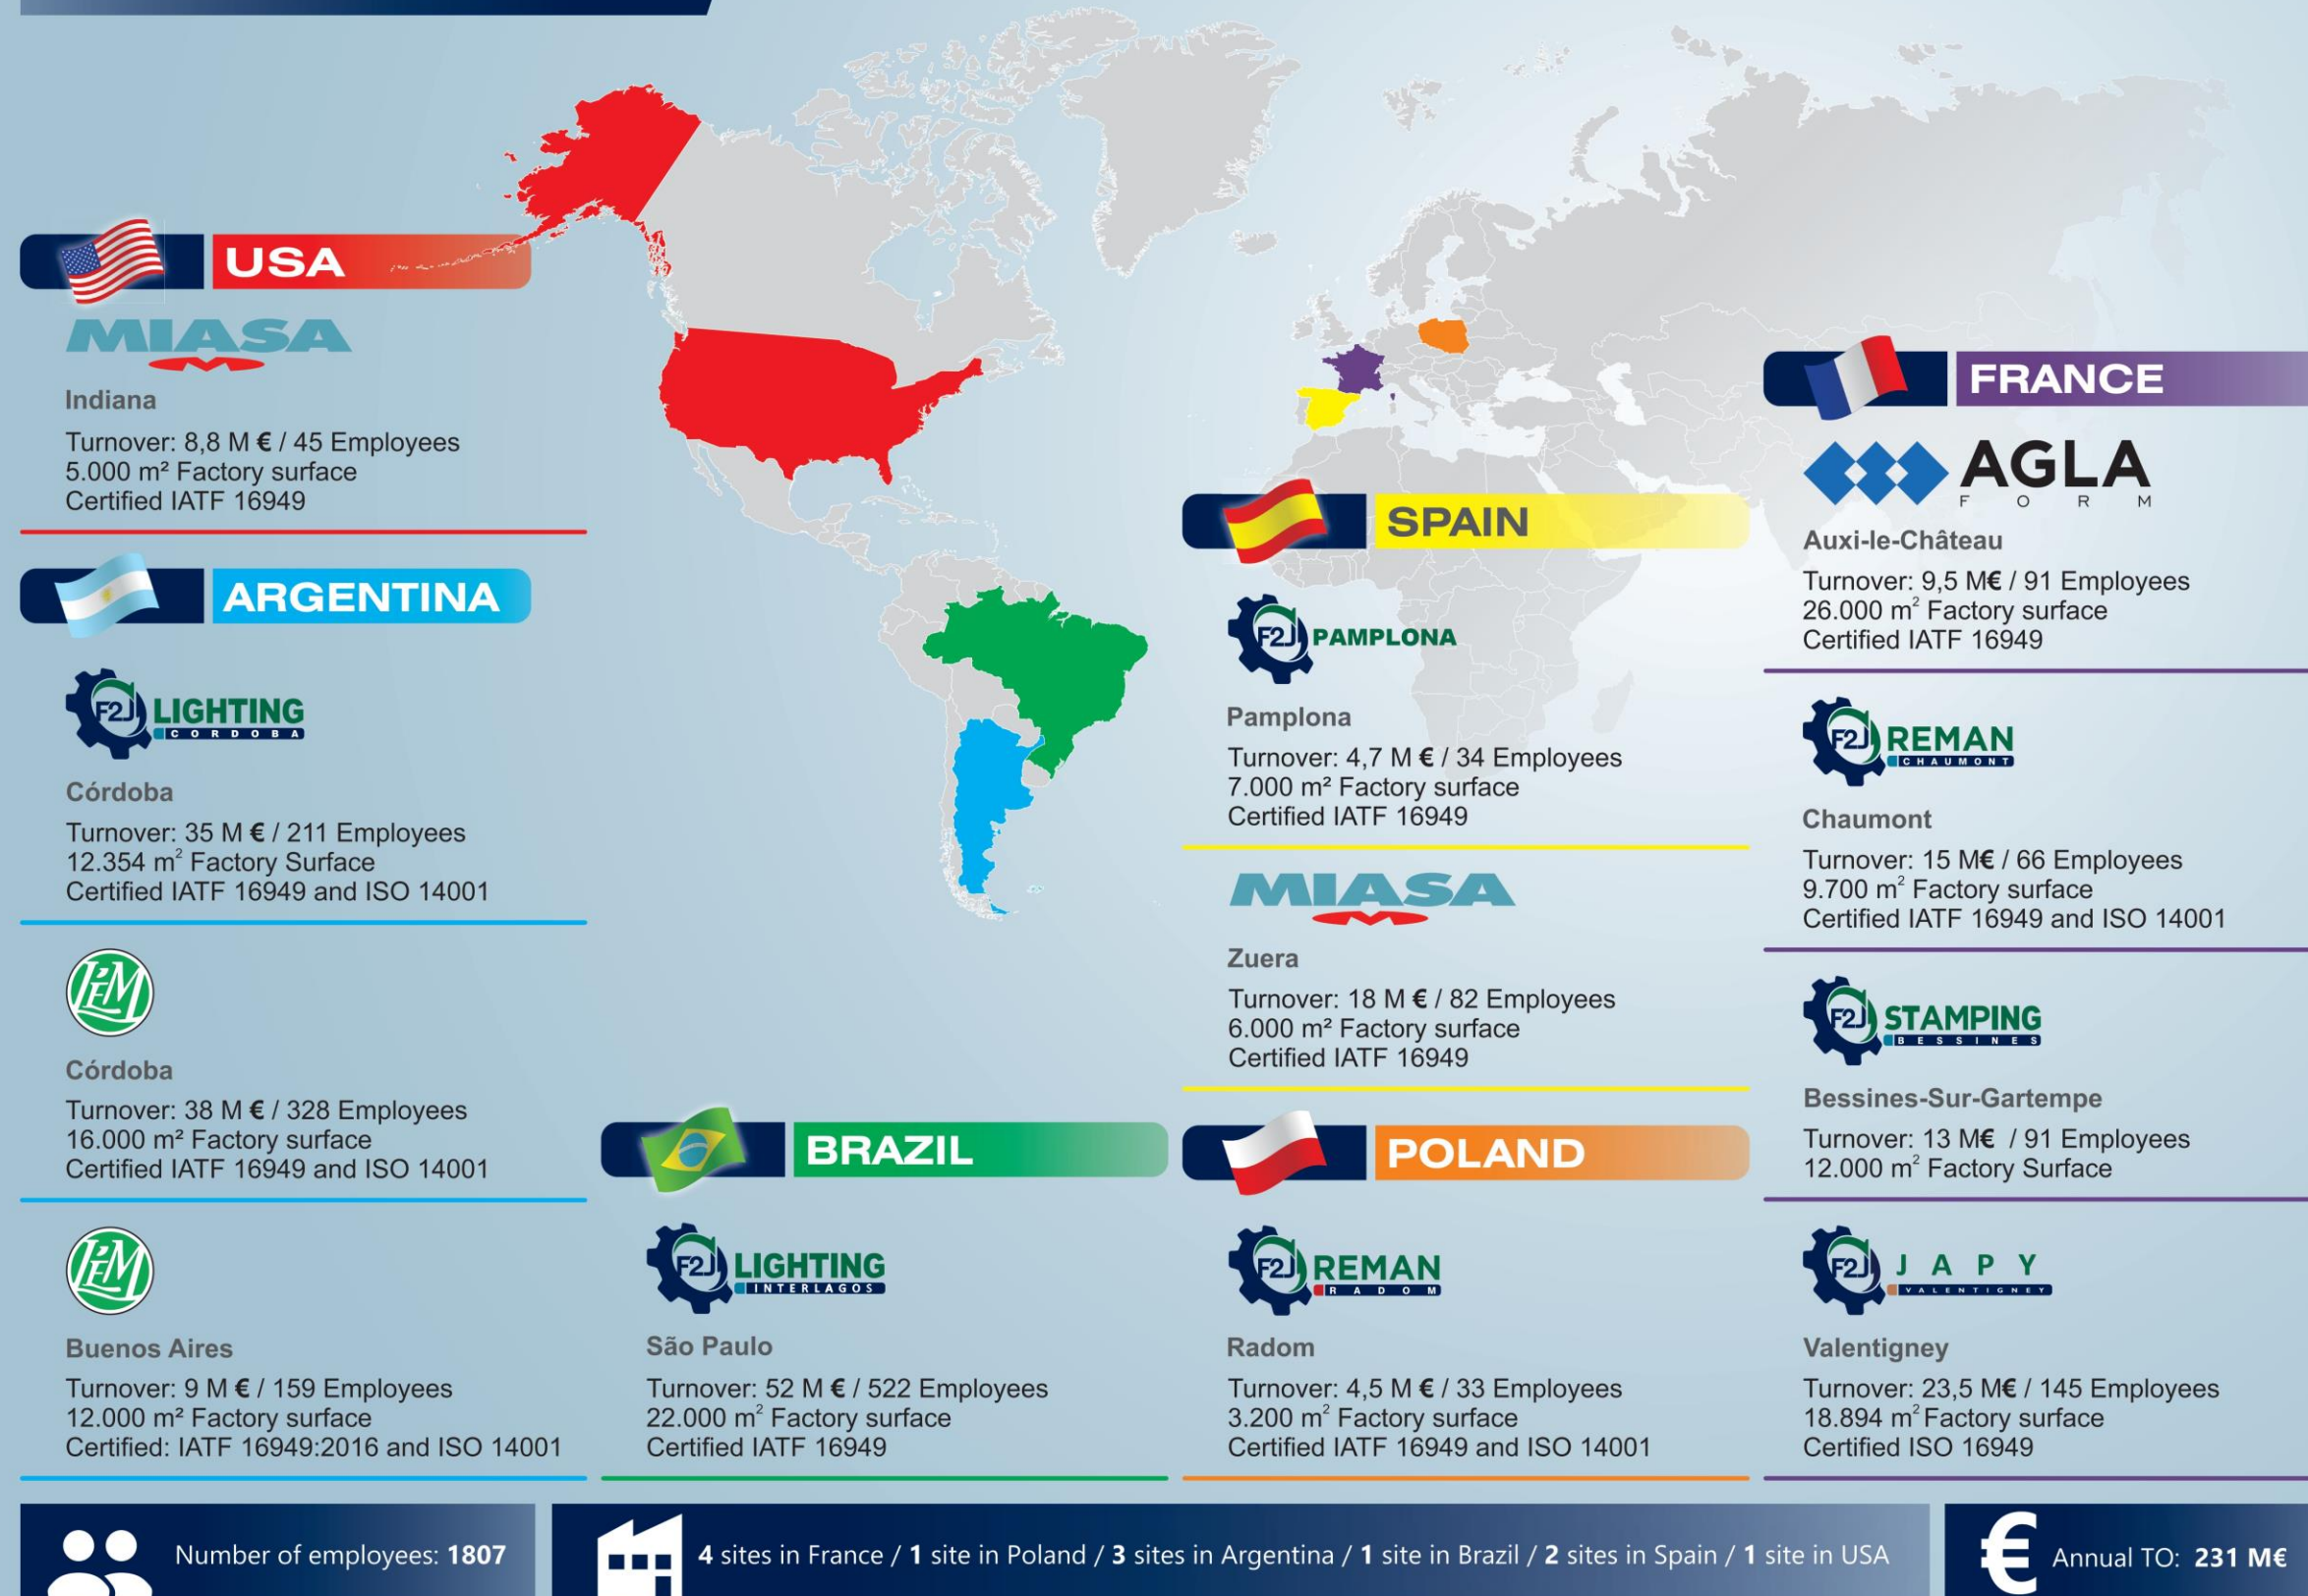 USA
MIASA
Indiana
Turnover: 8,8 M € / 45 Employees
5.000 m² Factory surface
Certified IATF 16949
ARGENTINA
F2J LIGHTING
CORDOBA
Córdoba
Turnover: 35 M € / 211 Employees
12.354 m² Factory Surface
Certified IATF 16949 and ISO 14001
L'EM
Córdoba
Turnover: 38 M € / 328 Employees
16.000 m² Factory surface
Certified IATF 16949 and ISO 14001
L'EM
Buenos Aires
Turnover: 9 M € / 159 Employees
12.000 m² Factory surface
Certified: IATF 16949:2016 and ISO 14001
BRAZIL
F2J LIGHTING
INTERLAGOS
São Paulo
Turnover: 52 M € / 522 Employees
22.000 m² Factory surface
Certified IATF 16949
SPAIN
F2J PAMPLONA
Pamplona
Turnover: 4,7 M € / 34 Employees
7.000 m² Factory surface
Certified IATF 16949
MIASA
Zuera
Turnover: 18 M € / 82 Employees
6.000 m² Factory surface
Certified IATF 16949
POLAND
F2J REMAN
RADOM
Radom
Turnover: 4,5 M € / 33 Employees
3.200 m² Factory surface
Certified IATF 16949 and ISO 14001
FRANCE
AGLA
FORM
Auxi-le-Château
Turnover: 9,5 M€ / 91 Employees
26.000 m² Factory surface
Certified IATF 16949
F2J REMAN
CHAUMONT
Chaumont
Turnover: 15 M€ / 66 Employees
9.700 m² Factory surface
Certified IATF 16949 and ISO 14001
F2J STAMPING
BESSINES
Bessines-Sur-Gartempe
Turnover: 13 M€ / 91 Employees
12.000 m² Factory Surface
F2J JAPY
VALENTIGNEY
Valentigney
Turnover: 23,5 M€ / 145 Employees
18.894 m² Factory surface
Certified ISO 16949
Number of employees: 1807
4 sites in France / 1 site in Poland / 3 sites in Argentina / 1 site in Brazil / 2 sites in Spain / 1 site in USA
€ Annual TO: 231 M€